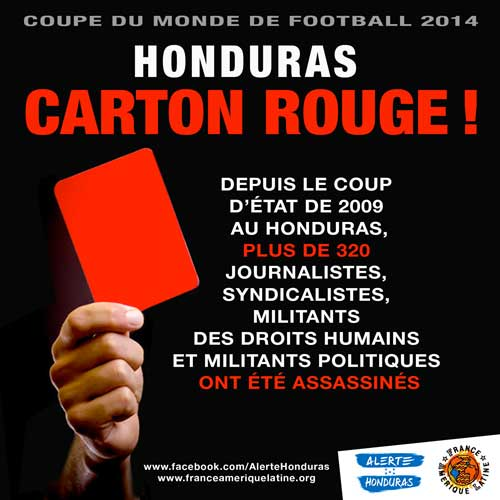 COUPE DU MONDE DE FOOTBALL 2014
HONDURAS
CARTON ROUGE !
DEPUIS LE COUP
D'ÉTAT DE 2009
AU HONDURAS,
PLUS DE 320
JOURNALISTES,
SYNDICALISTES,
MILITANTS
DES DROITS HUMAINS
ET MILITANTS POLITIQUES
ONT ÉTÉ ASSASSINÉS
www.facebook.com/AlerteHonduras
www.franceameriquelatine.org
ALERTE
HONDURAS
FRANCE
AMERIQUE
LATINE